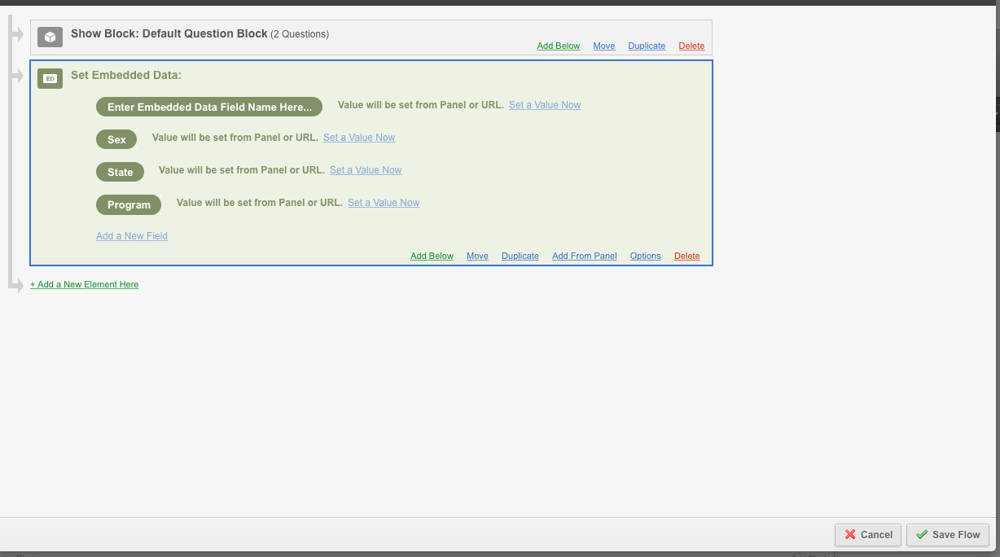 Show Block: Default Question Block (2 Questions)
Add Below Move Duplicate Delete
ED Set Embedded Data:
Enter Embedded Data Field Name Here... Value will be set from Panel or URL. Set a Value Now
Sex Value will be set from Panel or URL. Set a Value Now
State Value will be set from Panel or URL. Set a Value Now
Program Value will be set from Panel or URL. Set a Value Now
Add a New Field
Add Below Move Duplicate Add From Panel Options Delete
+ Add a New Element Here
Cancel Save Flow